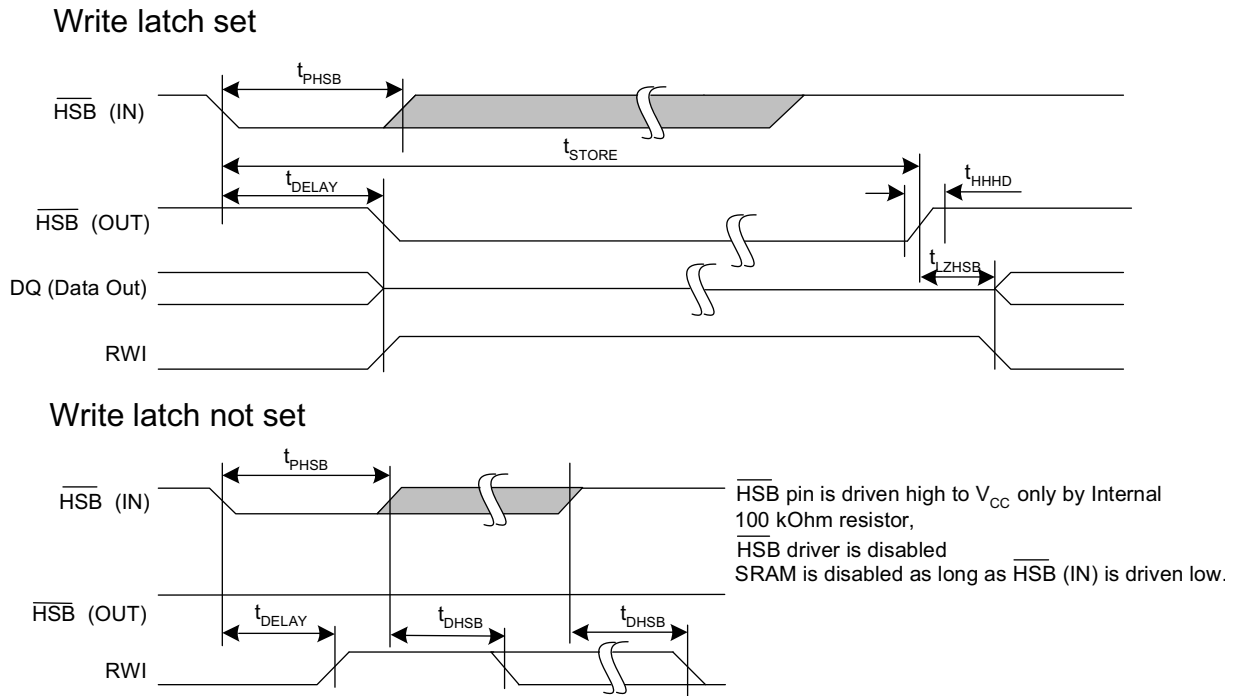 Write latch set
tPHSB
HSB (IN)
tSTORE
tDELAY
tHHHD
HSB (OUT)
tLZHSB
DQ (Data Out)
RWI
Write latch not set
tPHSB
HSB (IN)
HSB pin is driven high to VCC only by Internal
100 kOhm resistor,
HSB driver is disabled
SRAM is disabled as long as HSB (IN) is driven low.
HSB (OUT)
tDELAY
tDHSB
tDHSB
RWI